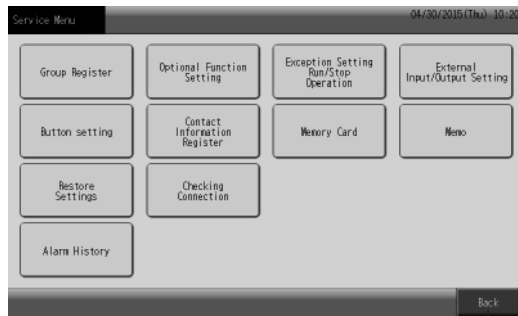 Service Menu
04/30/2015(Thu) 10:20
Group Register
Optional Function
Setting
Exception Setting
Run/Stop
Operation
External
Input/Output Setting
Button setting
Contact
Information
Register
Memory Card
Memo
Restore
Settings
Checking
Connection
Alarm History
Back